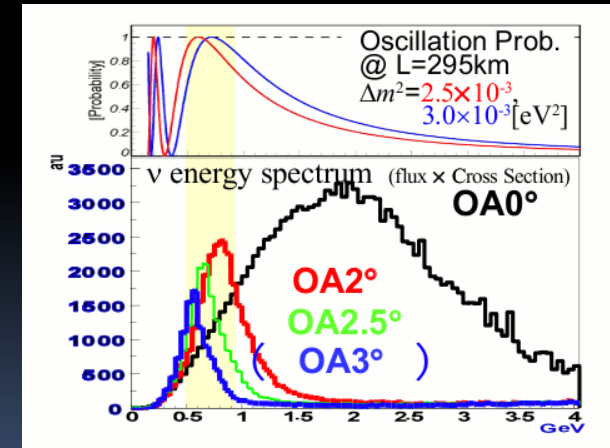 Oscillation Prob.
@ L=295km
Δm²=2.5×10⁻³,
3.0×10⁻³[eV²]
[Probability]
1
0.8
0.6
0.4
0.2
0
au
ν energy spectrum (flux × Cross Section)
OA0°
OA2°
OA2.5°
( OA3° )
3500
3000
2500
2000
1500
1000
500
0
0 0.5 1 1.5 2 2.5 3 3.5 4
GeV